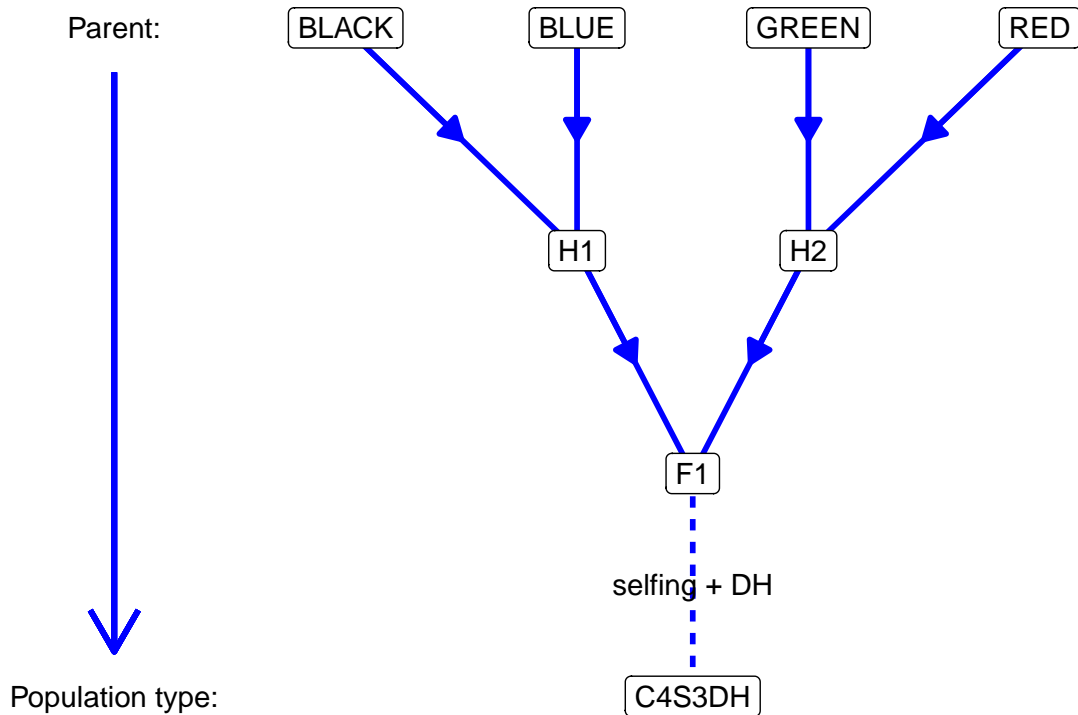 Parent: BLACK BLUE GREEN RED
H1 H2
F1
selfing + DH
Population type: C4S3DH